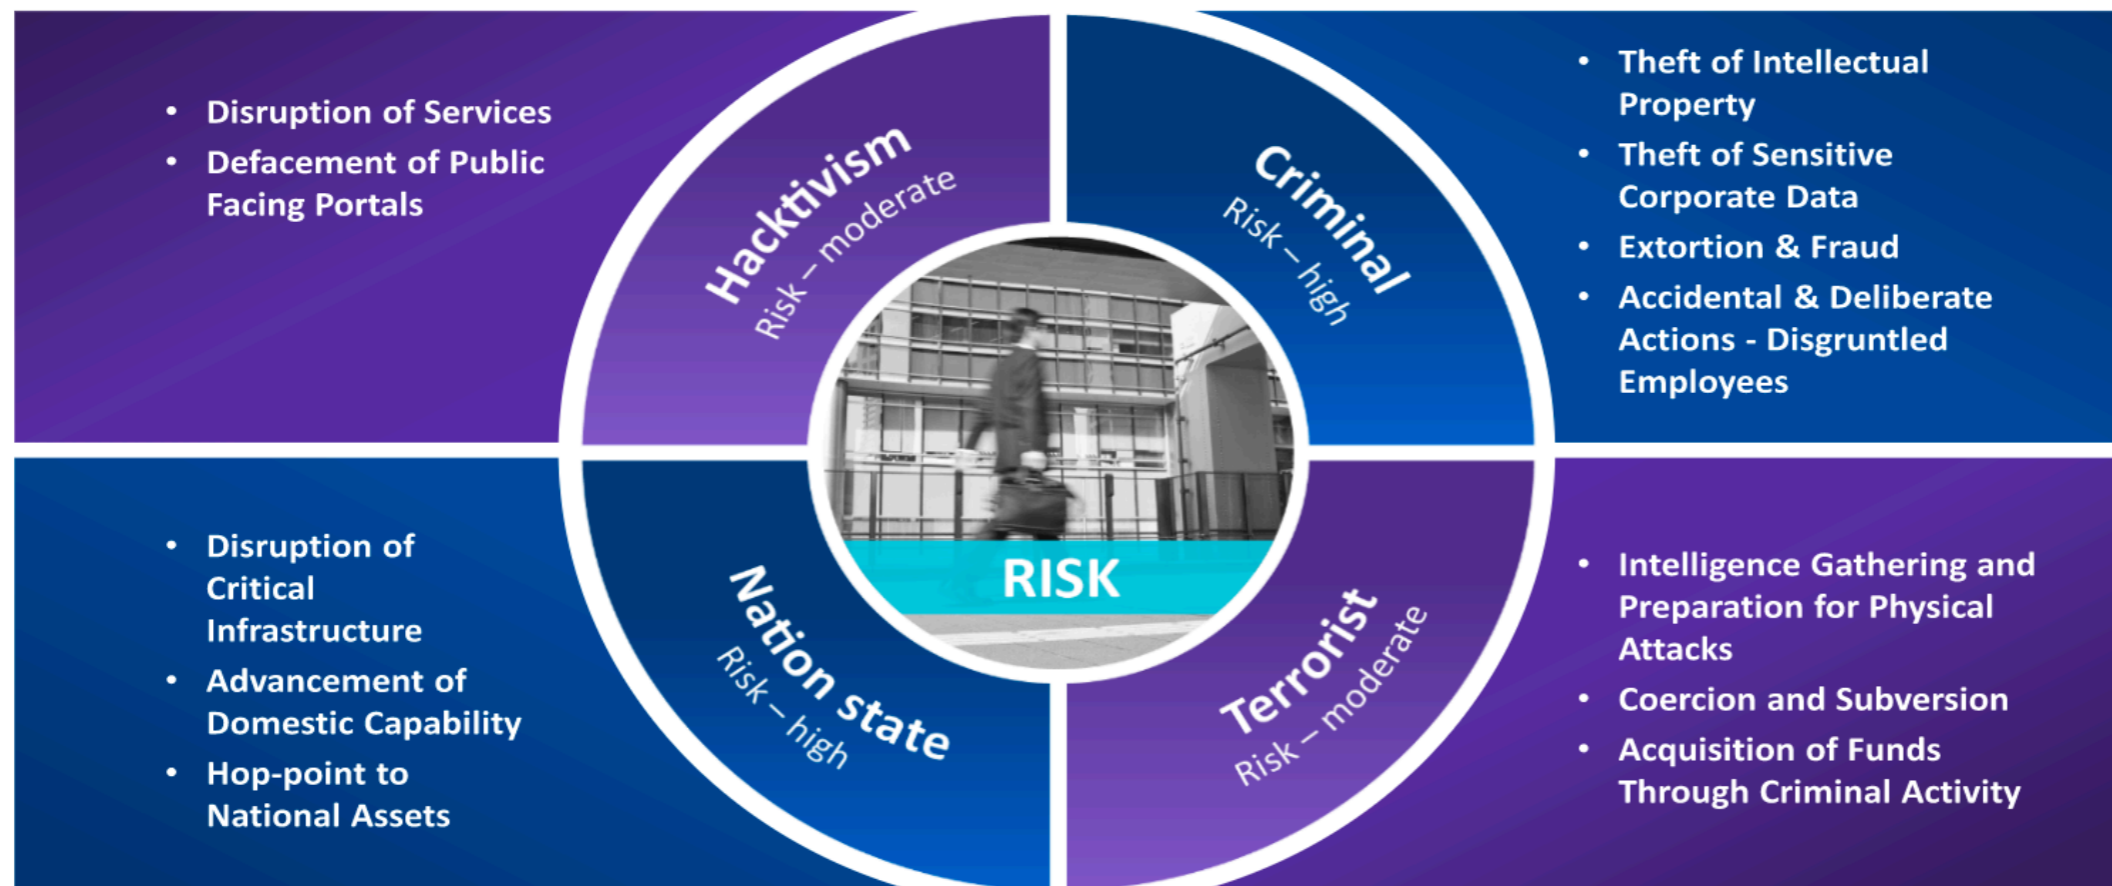 • Disruption of Services
• Defacement of Public
Facing Portals
Hacktivism
Risk – moderate
Criminal
Risk – high
• Theft of Intellectual
Property
• Theft of Sensitive
Corporate Data
• Extortion & Fraud
• Accidental & Deliberate
Actions - Disgruntled
Employees
RISK
• Disruption of
Critical
Infrastructure
• Advancement of
Domestic Capability
• Hop-point to
National Assets
Nation state
Risk – high
Terrorist
Risk – moderate
• Intelligence Gathering and
Preparation for Physical
Attacks
• Coercion and Subversion
• Acquisition of Funds
Through Criminal Activity